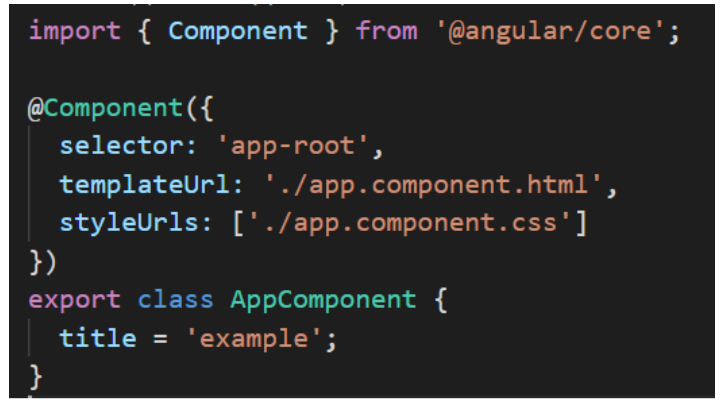 import { Component } from '@angular/core';
@Component({
selector: 'app-root',
templateUrl: './app.component.html',
styleUrls: ['./app.component.css']
})
export class AppComponent {
title = 'example';
}